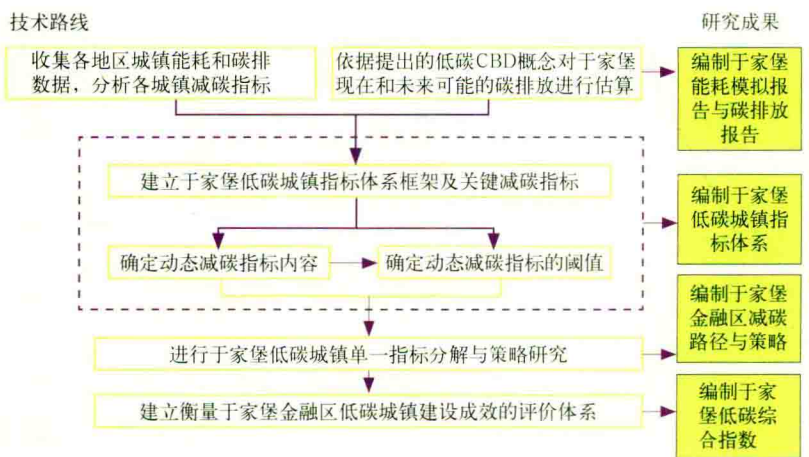 技术路线
研究成果
收集各地区城镇能耗和碳排
数据，分析各城镇减碳指标
依据提出的低碳CBD概念对于家堡
现在和未来可能的碳排放进行估算
编制于家堡
能耗模拟报
告与碳排放
报告
建立于家堡低碳城镇指标体系框架及关键减碳指标
编制于家堡
低碳城镇指
标体系
确定动态减碳指标内容
确定动态减碳指标的阈值
进行于家堡低碳城镇单一指标分解与策略研究
编制于家堡
金融区减碳
路径与策略
建立衡量于家堡金融区低碳城镇建设成效的评价体系
编制于家
堡低碳综
合指数